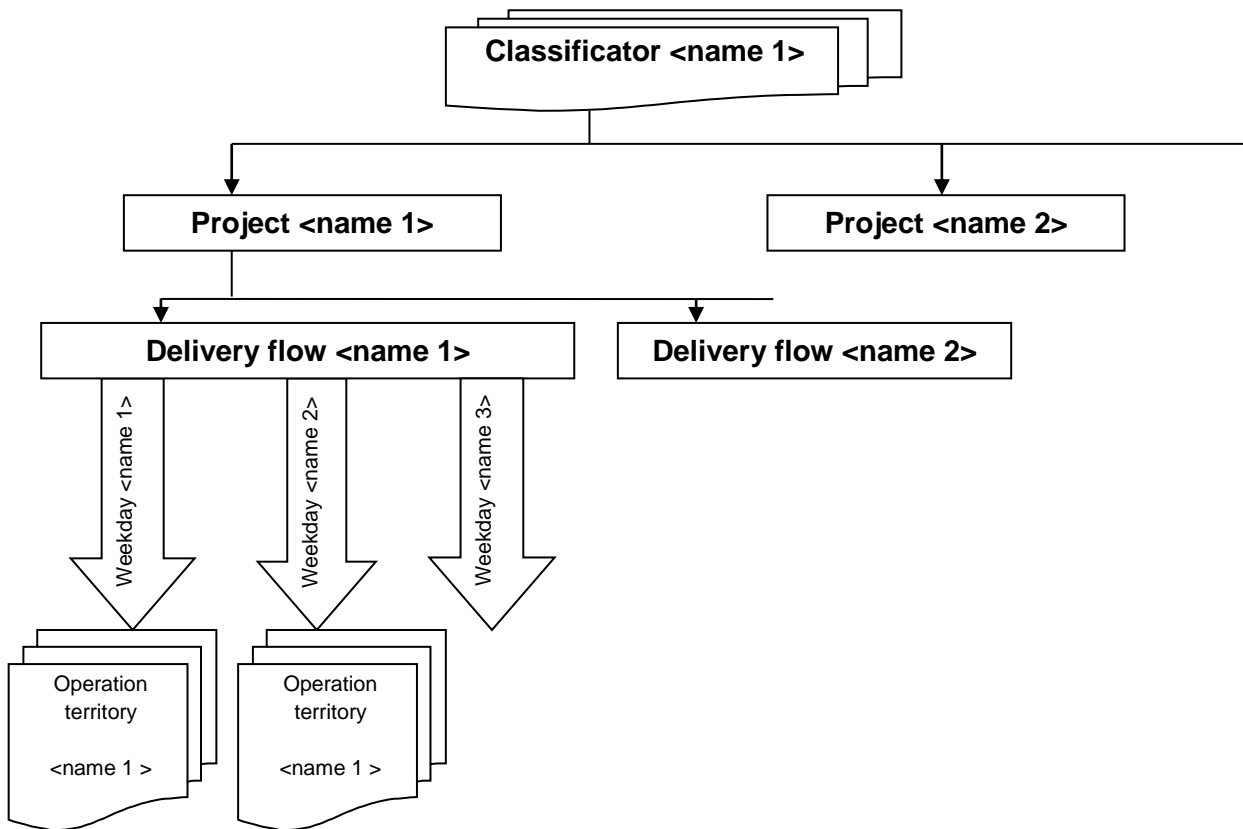 Classificator <name 1>
Project <name 1>
Project <name 2>
Delivery flow <name 1>
Delivery flow <name 2>
Weekday <name 1>
Weekday <name 2>
Weekday <name 3>
Operation
territory
<name 1 >
Operation
territory
<name 1 >